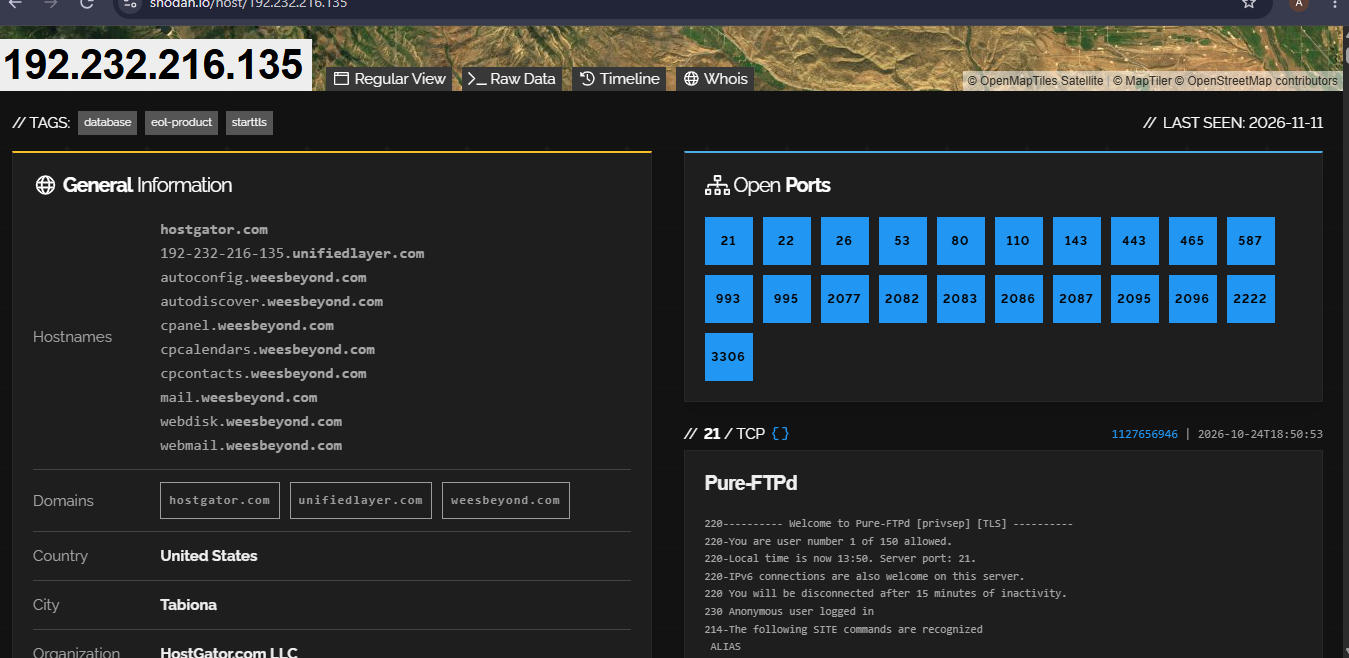 shodan.io/host/192.232.216.135
A
192.232.216.135
Regular View
>_ Raw Data
Timeline
Whois
© OpenMapTiles Satellite © MapTiler © OpenStreetMap contributors
// TAGS: database eol-product starttls
// LAST SEEN: 2026-11-11
General Information
Hostnames
hostgator.com
192-232-216-135.unifiedlayer.com
autoconfig.weesbeyond.com
autodiscover.weesbeyond.com
cpanel.weesbeyond.com
cpcalendars.weesbeyond.com
cpcontacts.weesbeyond.com
mail.weesbeyond.com
webdisk.weesbeyond.com
webmail.weesbeyond.com
Domains
hostgator.com unifiedlayer.com weesbeyond.com
Country United States
City Tabiona
Organization HostGator.com LLC
Open Ports
21 22 26 53 80 110 143 443 465 587
993 995 2077 2082 2083 2086 2087 2095 2096 2222
3306
// 21 / TCP {}
1127656946 | 2026-10-24T18:50:53
Pure-FTPd
220---------- Welcome to Pure-FTPd [privsep] [TLS] ----------
220-You are user number 1 of 150 allowed.
220-Local time is now 13:50. Server port: 21.
220-IPv6 connections are also welcome on this server.
220 You will be disconnected after 15 minutes of inactivity.
230 Anonymous user logged in
214-The following SITE commands are recognized
ALIAS